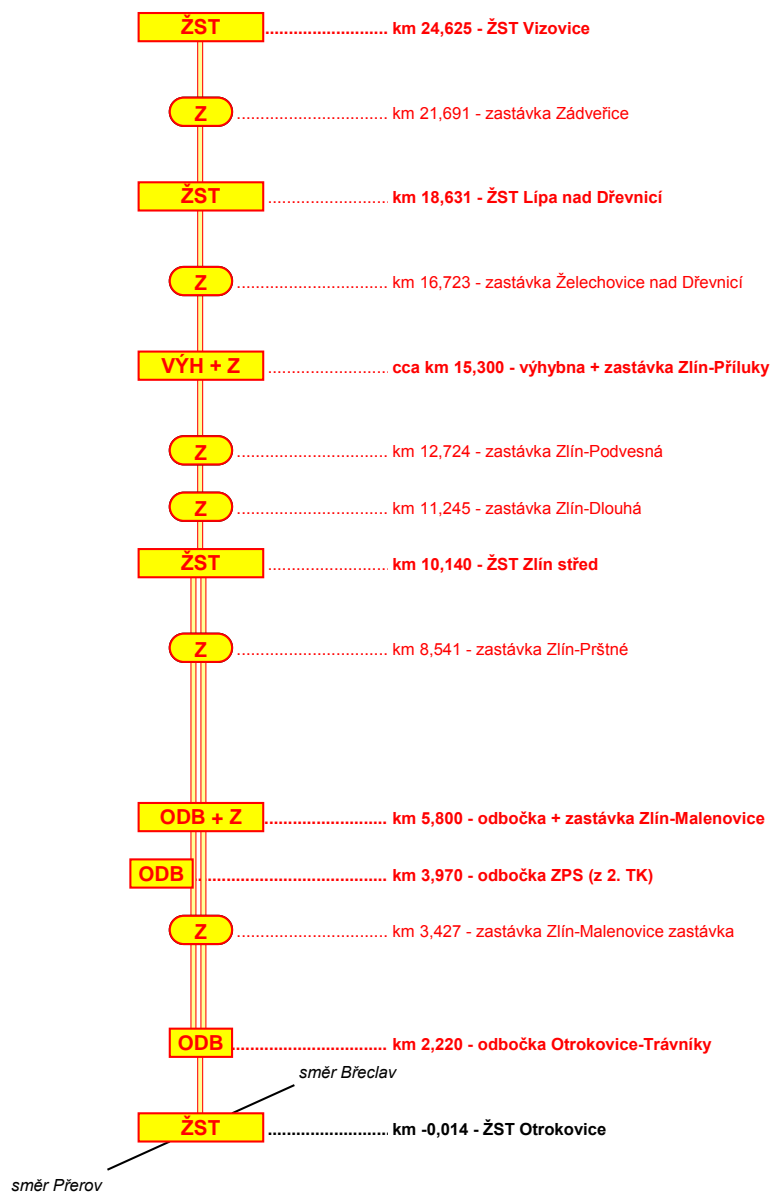 ŽST ........................... km 24,625 - ŽST Vizovice
Z ................................. km 21,691 - zastávka Zádveřice
ŽST ........................... km 18,631 - ŽST Lípa nad Dřevnicí
Z ................................. km 16,723 - zastávka Želechovice nad Dřevnicí
VÝH + Z ........................... cca km 15,300 - výhybna + zastávka Zlín-Příluky
Z ................................. km 12,724 - zastávka Zlín-Podvesná
Z ................................. km 11,245 - zastávka Zlín-Dlouhá
ŽST ........................... km 10,140 - ŽST Zlín střed
Z ................................. km 8,541 - zastávka Zlín-Prštné
ODB + Z ........................... km 5,800 - odbočka + zastávka Zlín-Malenovice
ODB ........................................... km 3,970 - odbočka ZPS (z 2. TK)
Z ................................. km 3,427 - zastávka Zlín-Malenovice zastávka
ODB .................................. km 2,220 - odbočka Otrokovice-Trávníky
směr Břeclav
ŽST ........................... km -0,014 - ŽST Otrokovice
směr Přerov